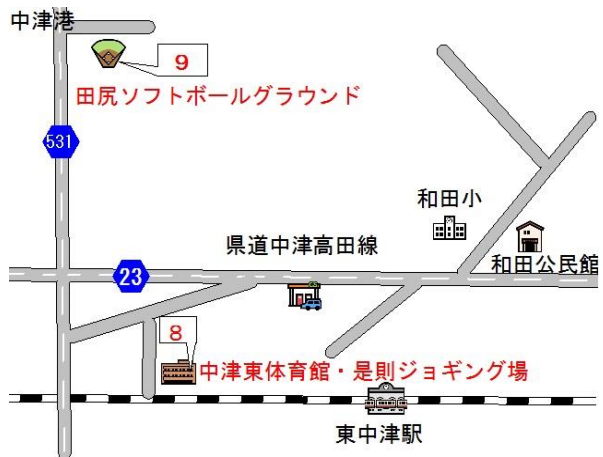 中津港
9
田尻ソフトボールグラウンド
531
和田小
県道中津高田線
和田公民館
23
8
中津東体育館・是則ジョギング場
東中津駅